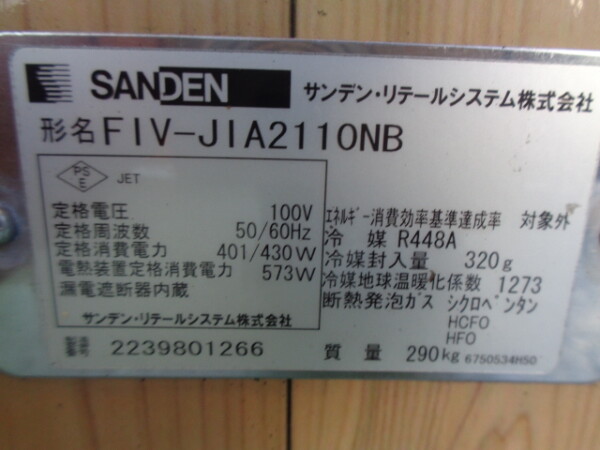 SANDEN サンデン・リテールシステム株式会社
形名 FIV-JIA2110NB
PS E JET
定格電圧 100V
定格周波数 50/60Hz
定格消費電力 401/430W
電熱装置定格消費電力 573W
漏電遮断器内蔵
サンデン・リテールシステム株式会社
製造番号 2239801266
エネルギー消費効率基準達成率 対象外
冷媒 R448A
冷媒封入量 320g
冷媒地球温暖化係数 1273
断熱発泡ガス シクロペンタン
HCFO
HFO
質量 290kg 6750534H50